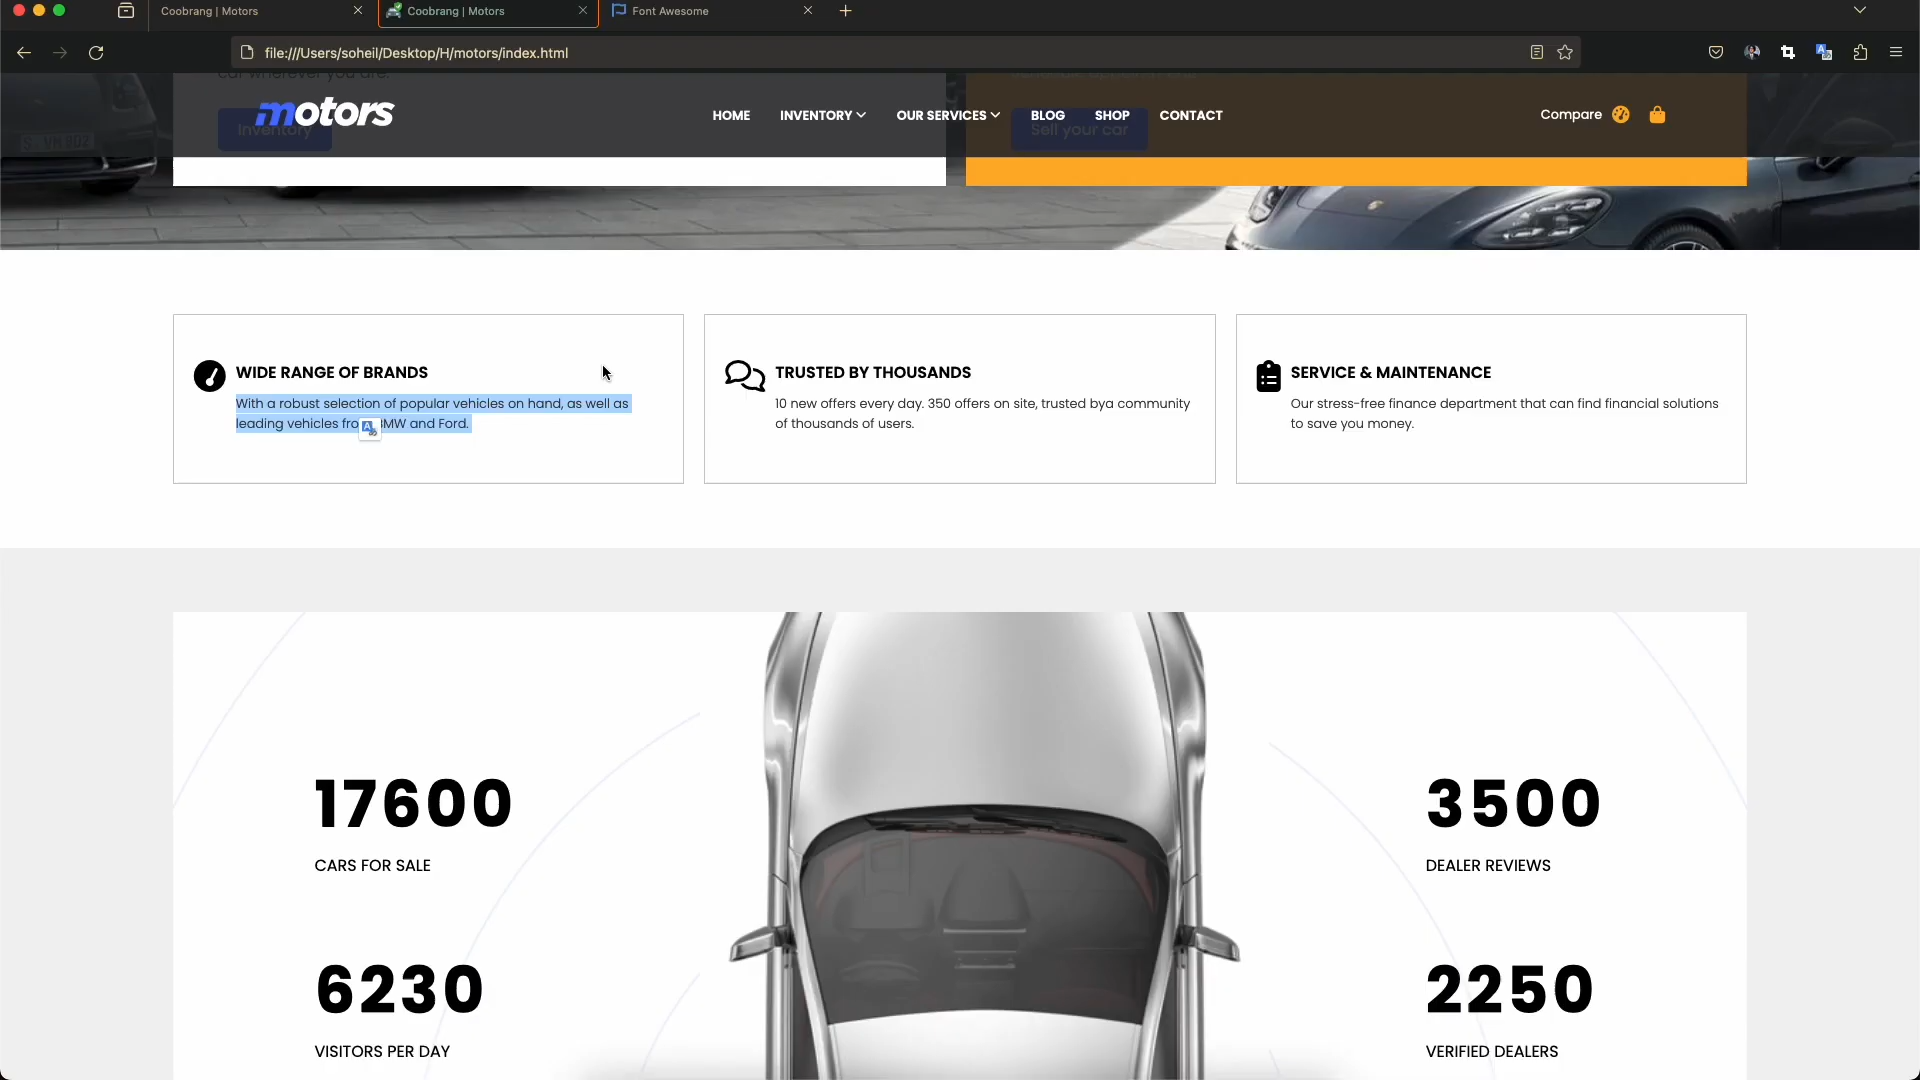 Coobrang | Motors
Coobrang | Motors
Font Awesome
file:///Users/soheil/Desktop/H/motors/index.html
car wherever you are.
motors
HOME
INVENTORY
OUR SERVICES
BLOG
SHOP
CONTACT
Compare
Inventory
Sell your car
WIDE RANGE OF BRANDS
With a robust selection of popular vehicles on hand, as well as
leading vehicles from BMW and Ford.
TRUSTED BY THOUSANDS
10 new offers every day. 350 offers on site, trusted bya community
of thousands of users.
SERVICE & MAINTENANCE
Our stress-free finance department that can find financial solutions
to save you money.
17600
CARS FOR SALE
3500
DEALER REVIEWS
6230
VISITORS PER DAY
2250
VERIFIED DEALERS